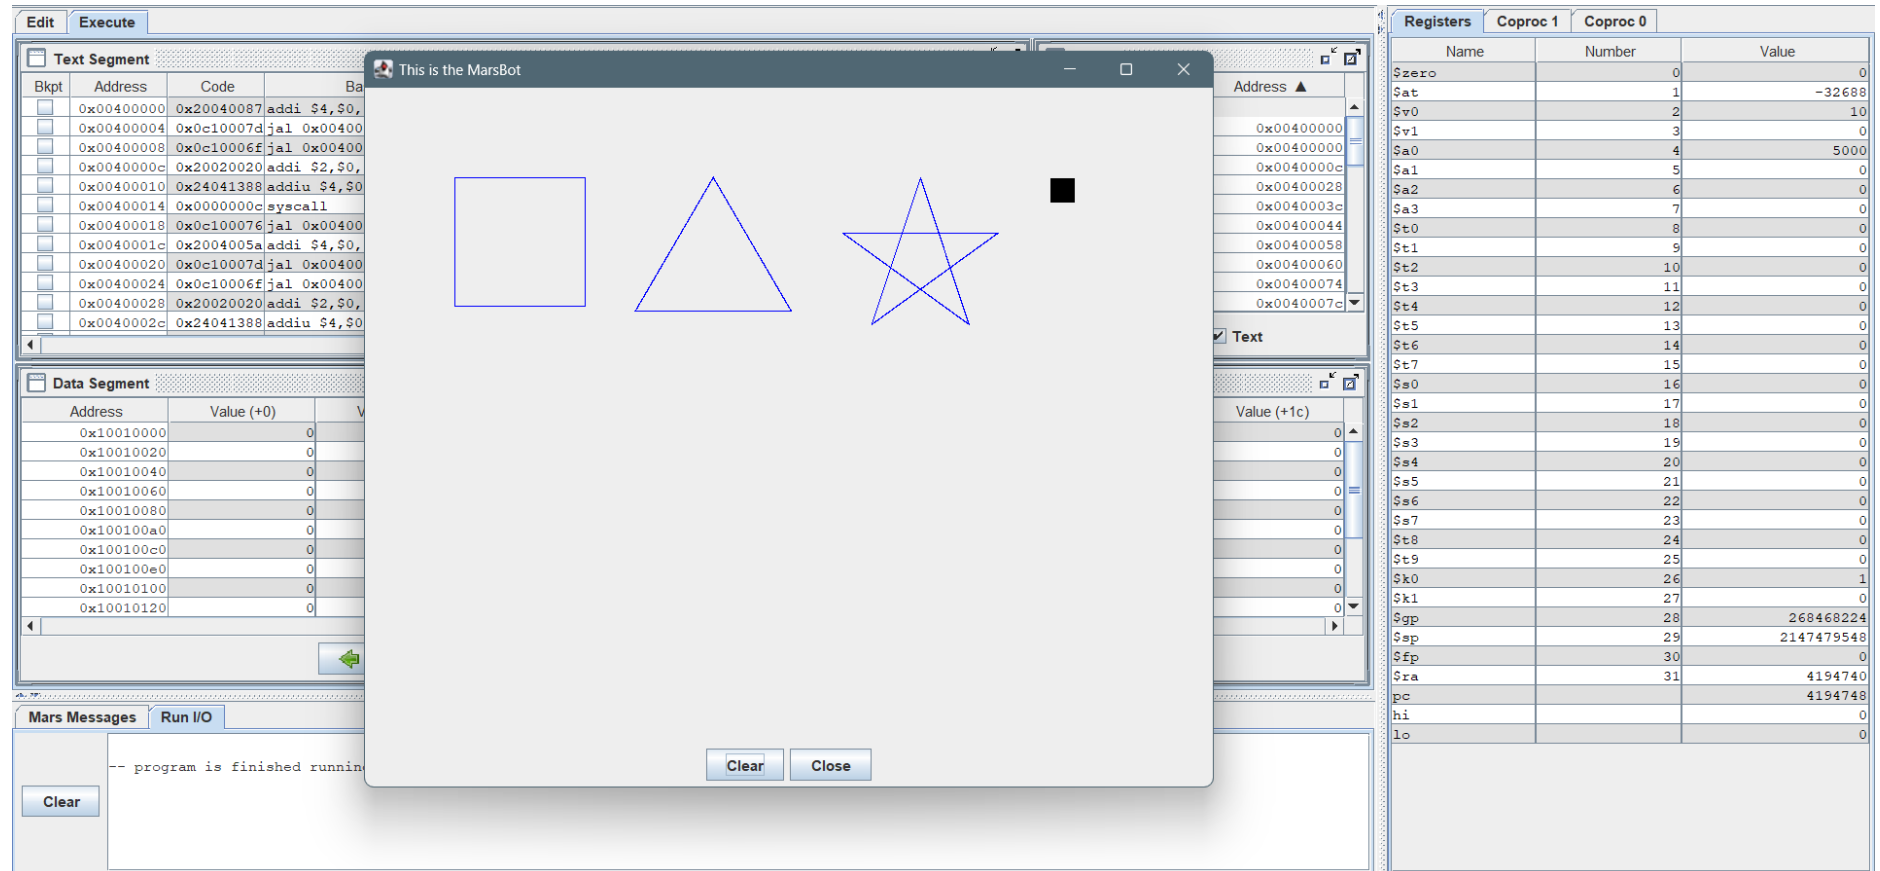 Edit Execute
Text Segment
Bkpt Address Code Ba
0x00400000 0x20040087 addi $4,$0,
0x00400004 0x0c10007d jal 0x00400
0x00400008 0x0c10006f jal 0x00400
0x0040000c 0x20020020 addi $2,$0,
0x00400010 0x24041388 addiu $4,$0
0x00400014 0x0000000c syscall
0x00400018 0x0c100076 jal 0x00400
0x0040001c 0x2004005a addi $4,$0,
0x00400020 0x0c10007d jal 0x00400
0x00400024 0x0c10006f jal 0x00400
0x00400028 0x20020020 addi $2,$0,
0x0040002c 0x24041388 addiu $4,$0
Data Segment
Address Value (+0) V
0x10010000 0
0x10010020 0
0x10010040 0
0x10010060 0
0x10010080 0
0x100100a0 0
0x100100c0 0
0x100100e0 0
0x10010100 0
0x10010120 0
Mars Messages Run I/O
-- program is finished runnin
Clear
This is the MarsBot
Clear Close
Address ▲
0x00400000
0x00400000
0x0040000c
0x00400028
0x0040003c
0x00400044
0x00400058
0x00400060
0x00400074
0x0040007c
Text
Value (+1c)
0
0
0
0
0
0
0
0
0
0
Registers Coproc 1 Coproc 0
Name Number Value
$zero 0 0
$at 1 -32688
$v0 2 10
$v1 3 0
$a0 4 5000
$a1 5 0
$a2 6 0
$a3 7 0
$t0 8 0
$t1 9 0
$t2 10 0
$t3 11 0
$t4 12 0
$t5 13 0
$t6 14 0
$t7 15 0
$s0 16 0
$s1 17 0
$s2 18 0
$s3 19 0
$s4 20 0
$s5 21 0
$s6 22 0
$s7 23 0
$t8 24 0
$t9 25 0
$k0 26 1
$k1 27 0
$gp 28 268468224
$sp 29 2147479548
$fp 30 0
$ra 31 4194740
pc 4194748
hi 0
lo 0